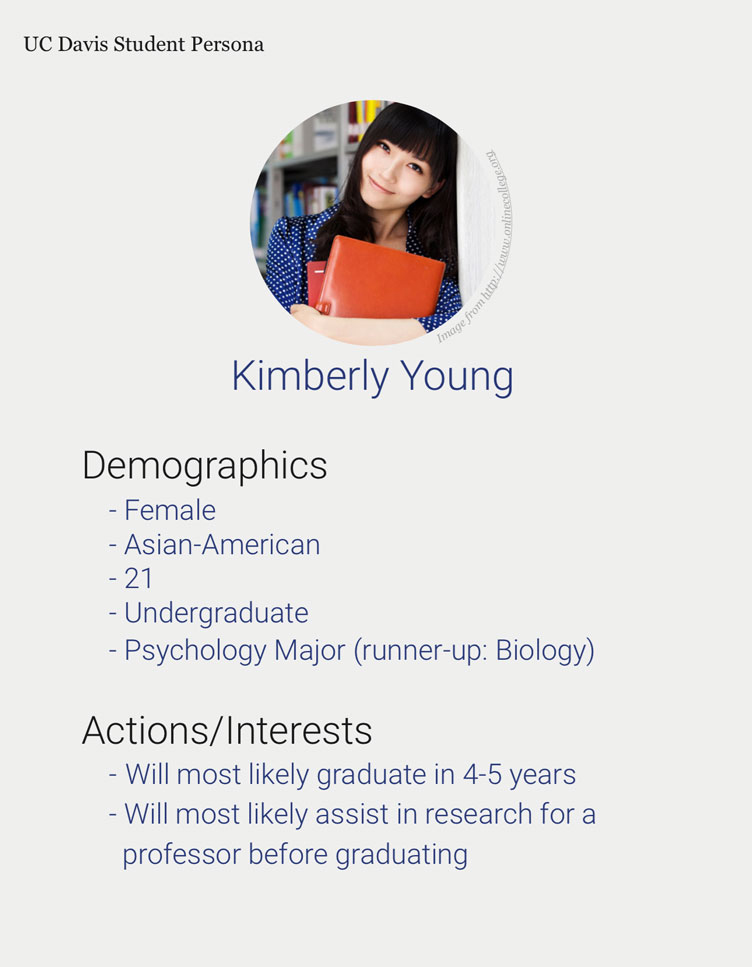 UC Davis Student Persona
Image from http://www.onlinecollege.org
Kimberly Young
Demographics
- Female
- Asian-American
- 21
- Undergraduate
- Psychology Major (runner-up: Biology)
Actions/Interests
- Will most likely graduate in 4-5 years
- Will most likely assist in research for a
professor before graduating